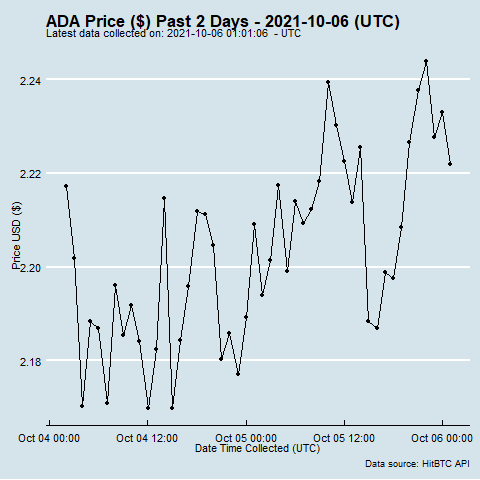 ADA Price ($) Past 2 Days - 2021-10-06 (UTC)
Latest data collected on: 2021-10-06 01:01:06 - UTC
2.24
2.22
2.20
2.18
Price USD ($)
Oct 04 00:00 Oct 04 12:00 Oct 05 00:00 Oct 05 12:00 Oct 06 00:00
Date Time Collected (UTC)
Data source: HitBTC API